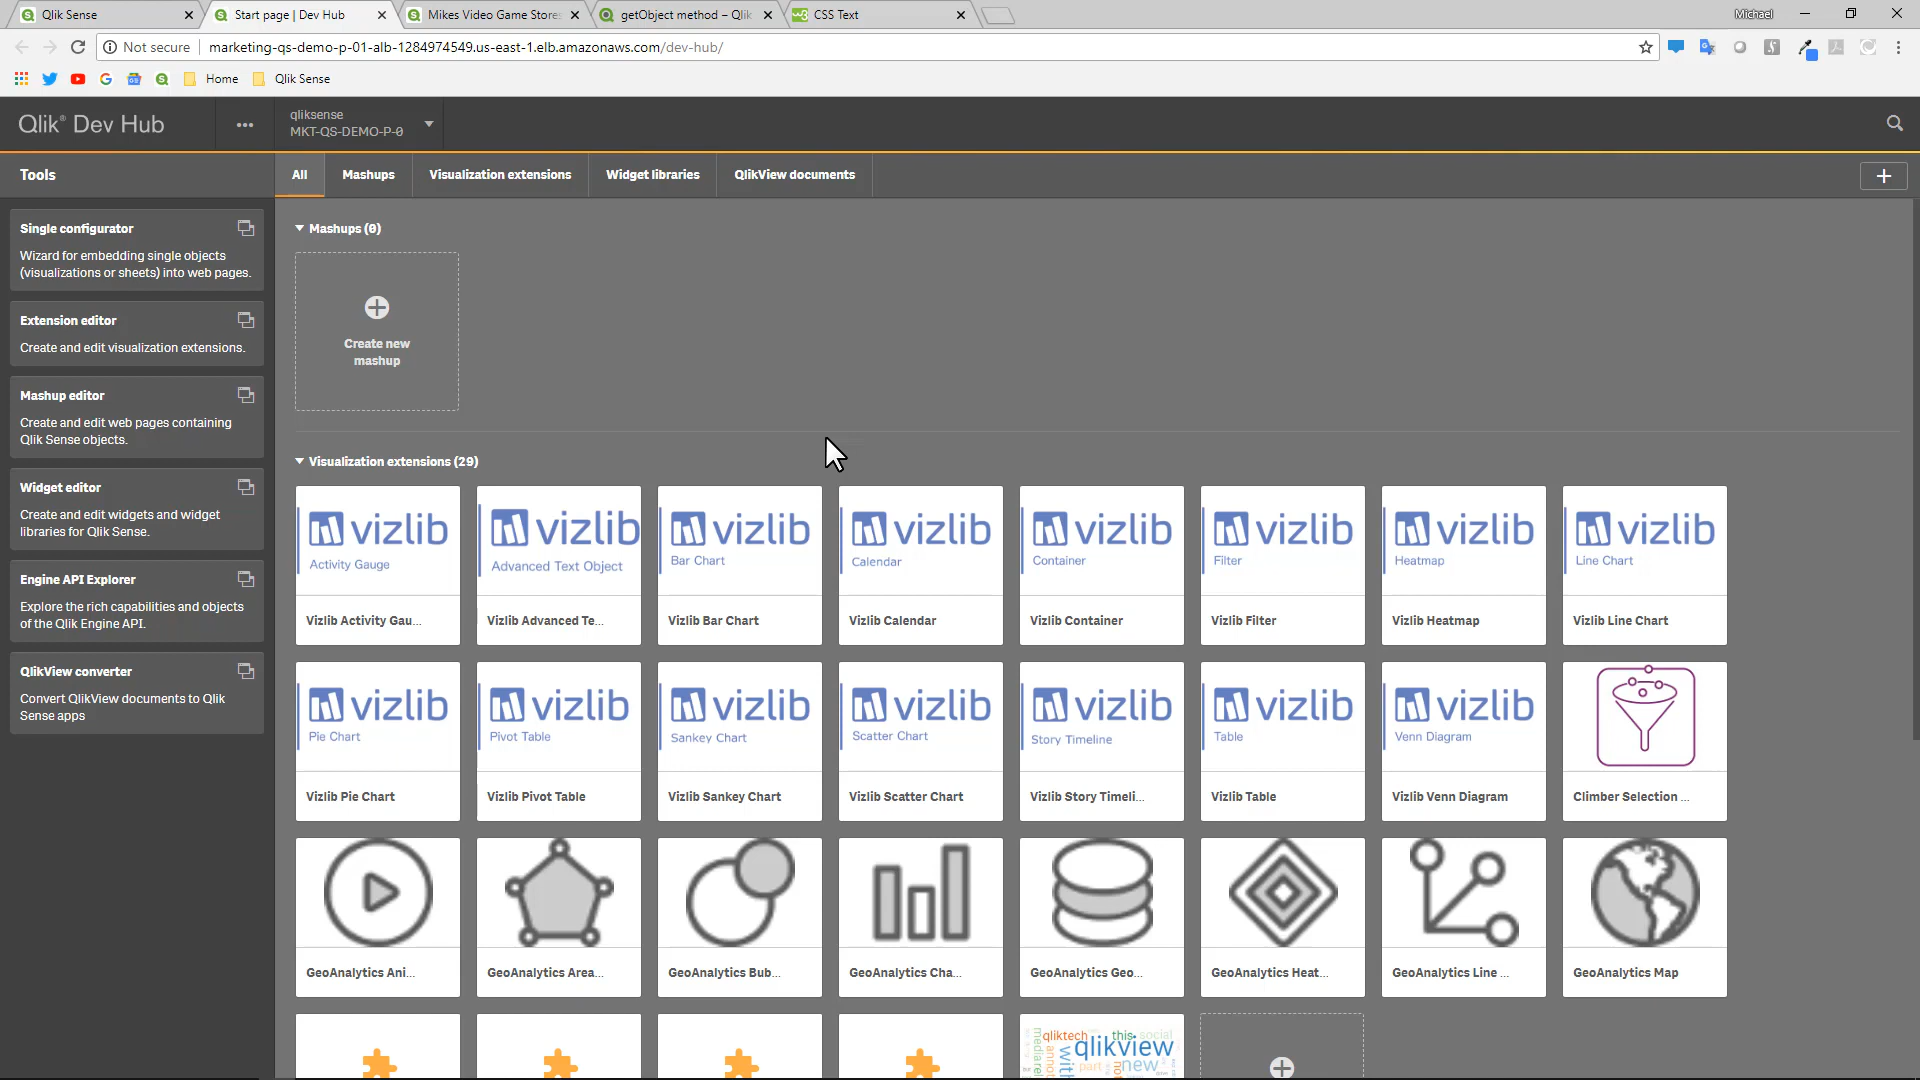 Qlik Sense
Start page | Dev Hub
Mikes Video Game Store
getObject method – Qlik
CSS Text
Michael
Not secure
marketing-qs-demo-p-01-alb-1284974549.us-east-1.elb.amazonaws.com/dev-hub/
Home
Qlik Sense
Qlik® Dev Hub
qliksense
MKT-QS-DEMO-P-0
Tools
All
Mashups
Visualization extensions
Widget libraries
QlikView documents
Single configurator
Wizard for embedding single objects
(visualizations or sheets) into web pages.
Extension editor
Create and edit visualization extensions.
Mashup editor
Create and edit web pages containing
Qlik Sense objects.
Widget editor
Create and edit widgets and widget
libraries for Qlik Sense.
Engine API Explorer
Explore the rich capabilities and objects
of the Qlik Engine API.
QlikView converter
Convert QlikView documents to Qlik
Sense apps
Mashups (0)
Create new
mashup
Visualization extensions (29)
vizlib
Activity Gauge
Vizlib Activity Gau...
vizlib
Advanced Text Object
Vizlib Advanced Te...
vizlib
Bar Chart
Vizlib Bar Chart
vizlib
Calendar
Vizlib Calendar
vizlib
Container
Vizlib Container
vizlib
Filter
Vizlib Filter
vizlib
Heatmap
Vizlib Heatmap
vizlib
Line Chart
Vizlib Line Chart
vizlib
Pie Chart
Vizlib Pie Chart
vizlib
Pivot Table
Vizlib Pivot Table
vizlib
Sankey Chart
Vizlib Sankey Chart
vizlib
Scatter Chart
Vizlib Scatter Chart
vizlib
Story Timeline
Vizlib Story Timeli...
vizlib
Table
Vizlib Table
vizlib
Venn Diagram
Vizlib Venn Diagram
Climber Selection ...
GeoAnalytics Ani...
GeoAnalytics Area...
GeoAnalytics Bub...
GeoAnalytics Cha...
GeoAnalytics Geo...
GeoAnalytics Heat...
GeoAnalytics Line ...
GeoAnalytics Map
qliktech
this
social
qlikview
new
part
with